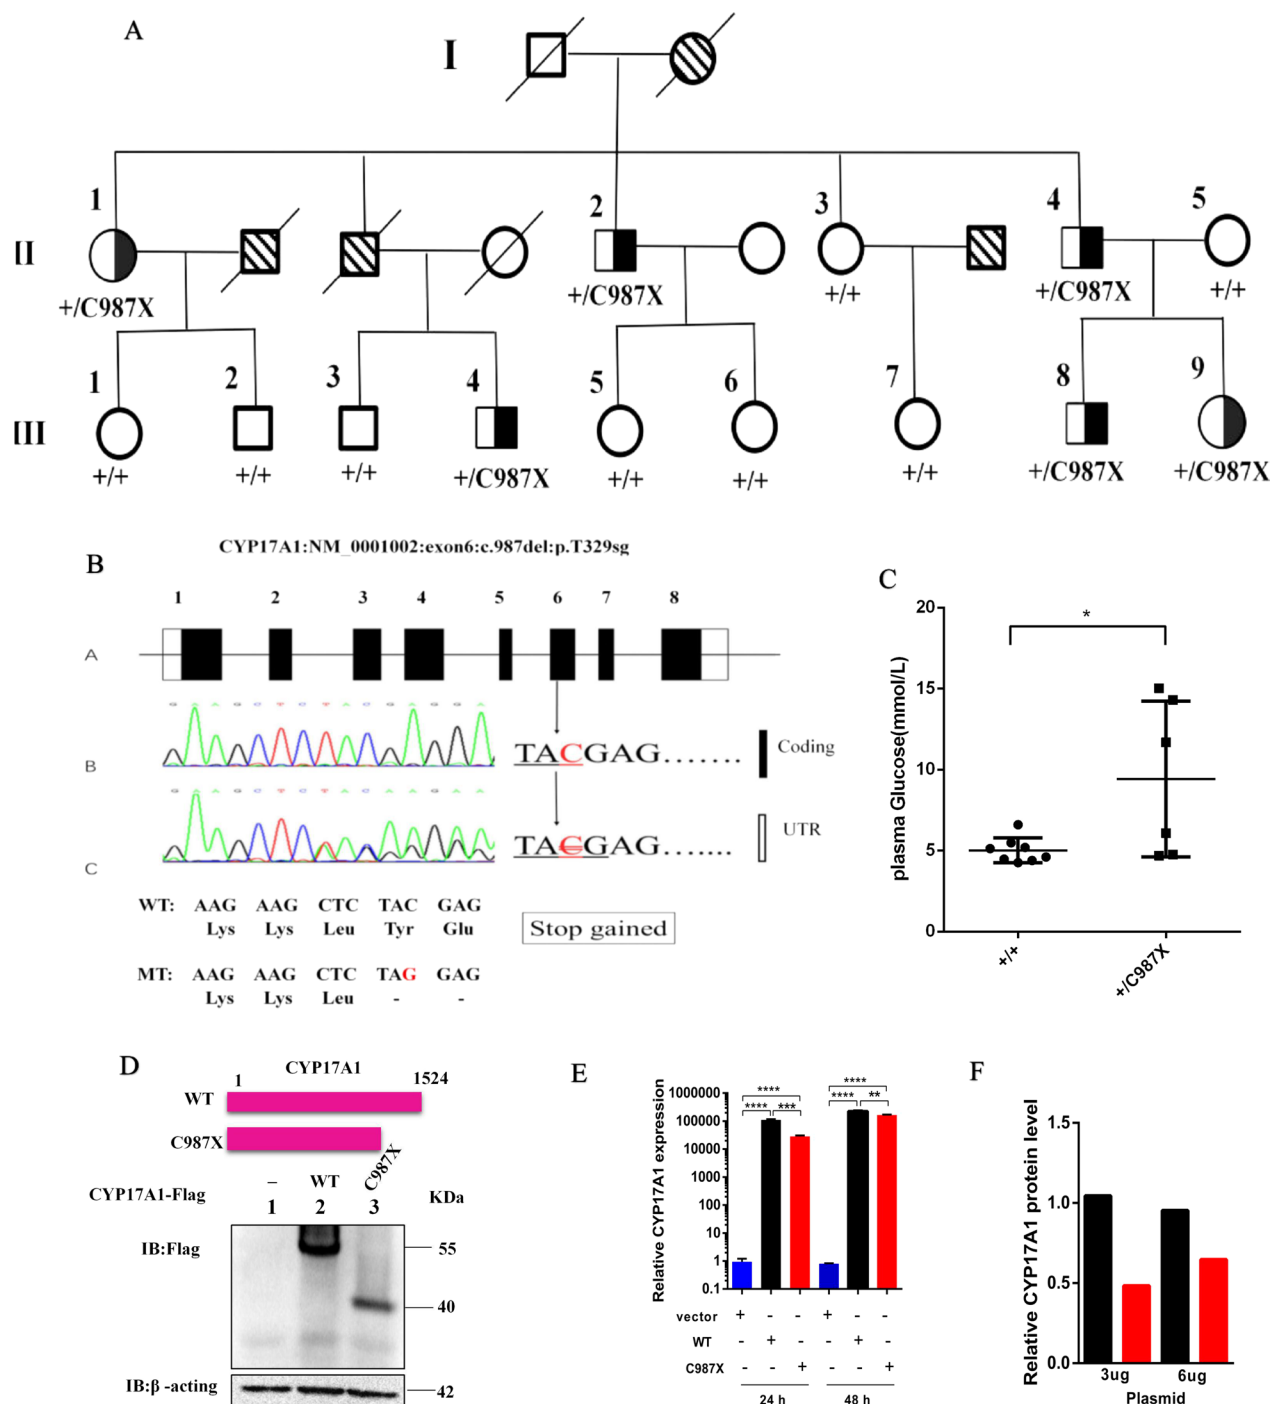 A
I
1
2
3
4
5
II
+/C987X
+/C987X
+/+
+/C987X
+/+
1
2
3
4
5
6
7
8
9
III
+/+
+/+
+/+
+/C987X
+/+
+/+
+/+
+/C987X
+/C987X
B
CYP17A1:NM_0001002:exon6:c.987del:p.T329sg
1 2 3 4 5 6 7 8
A
G A A G C T C T A C G A G A A
B
TACGAG.......
Coding
G A A G C T C T A C A G A A
C
TACGAG.......
UTR
WT: AAG AAG CTC TAC GAG
Lys Lys Leu Tyr Glu
Stop gained
MT: AAG AAG CTC TAG GAG
Lys Lys Leu - -
C
plasma Glucose(mmol/L)
20
15
10
5
0
*
+/+
+/C987X
D
CYP17A1
1 1524
WT
C987X
CYP17A1-Flag
– WT C987X
1 2 3
KDa
IB:Flag
55
40
IB:β -acting
42
E
Relative CYP17A1 expression
1000000
100000
10000
1000
100
10
1
0.1
****
**** ***
****
**** **
vector + - - + - -
WT - + - - + -
C987X - - + - - +
24 h 48 h
F
Relative CYP17A1 protein level
1.5
1.0
0.5
0.0
3ug 6ug
Plasmid